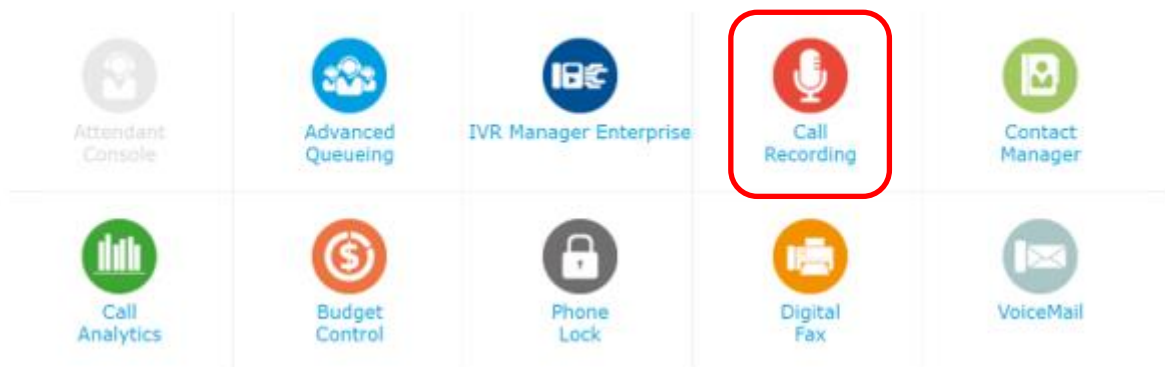 Attendant
Console
Advanced
Queueing
IVR Manager Enterprise
Call
Recording
Contact
Manager
Call
Analytics
Budget
Control
Phone
Lock
Digital
Fax
VoiceMail